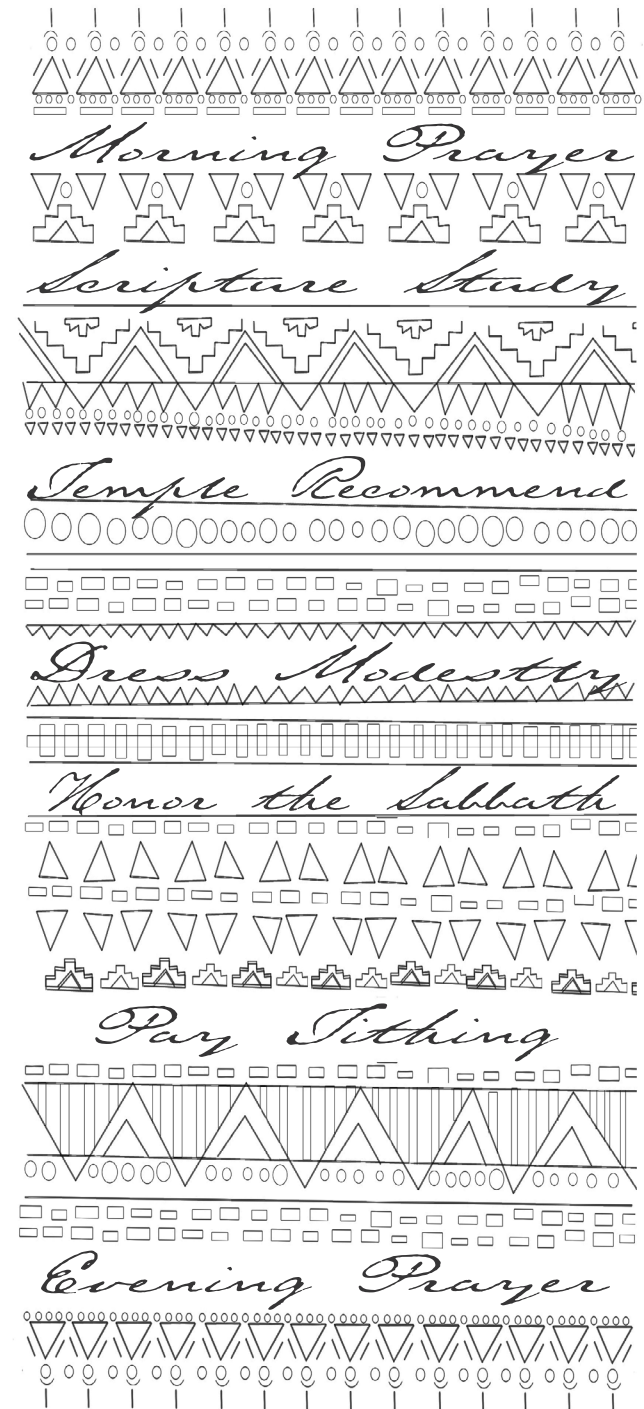 Morning Prayer
Scripture Study
Temple Recommend
Dress Modestly
Honor the Sabbath
Pay Tithing
Evening Prayer